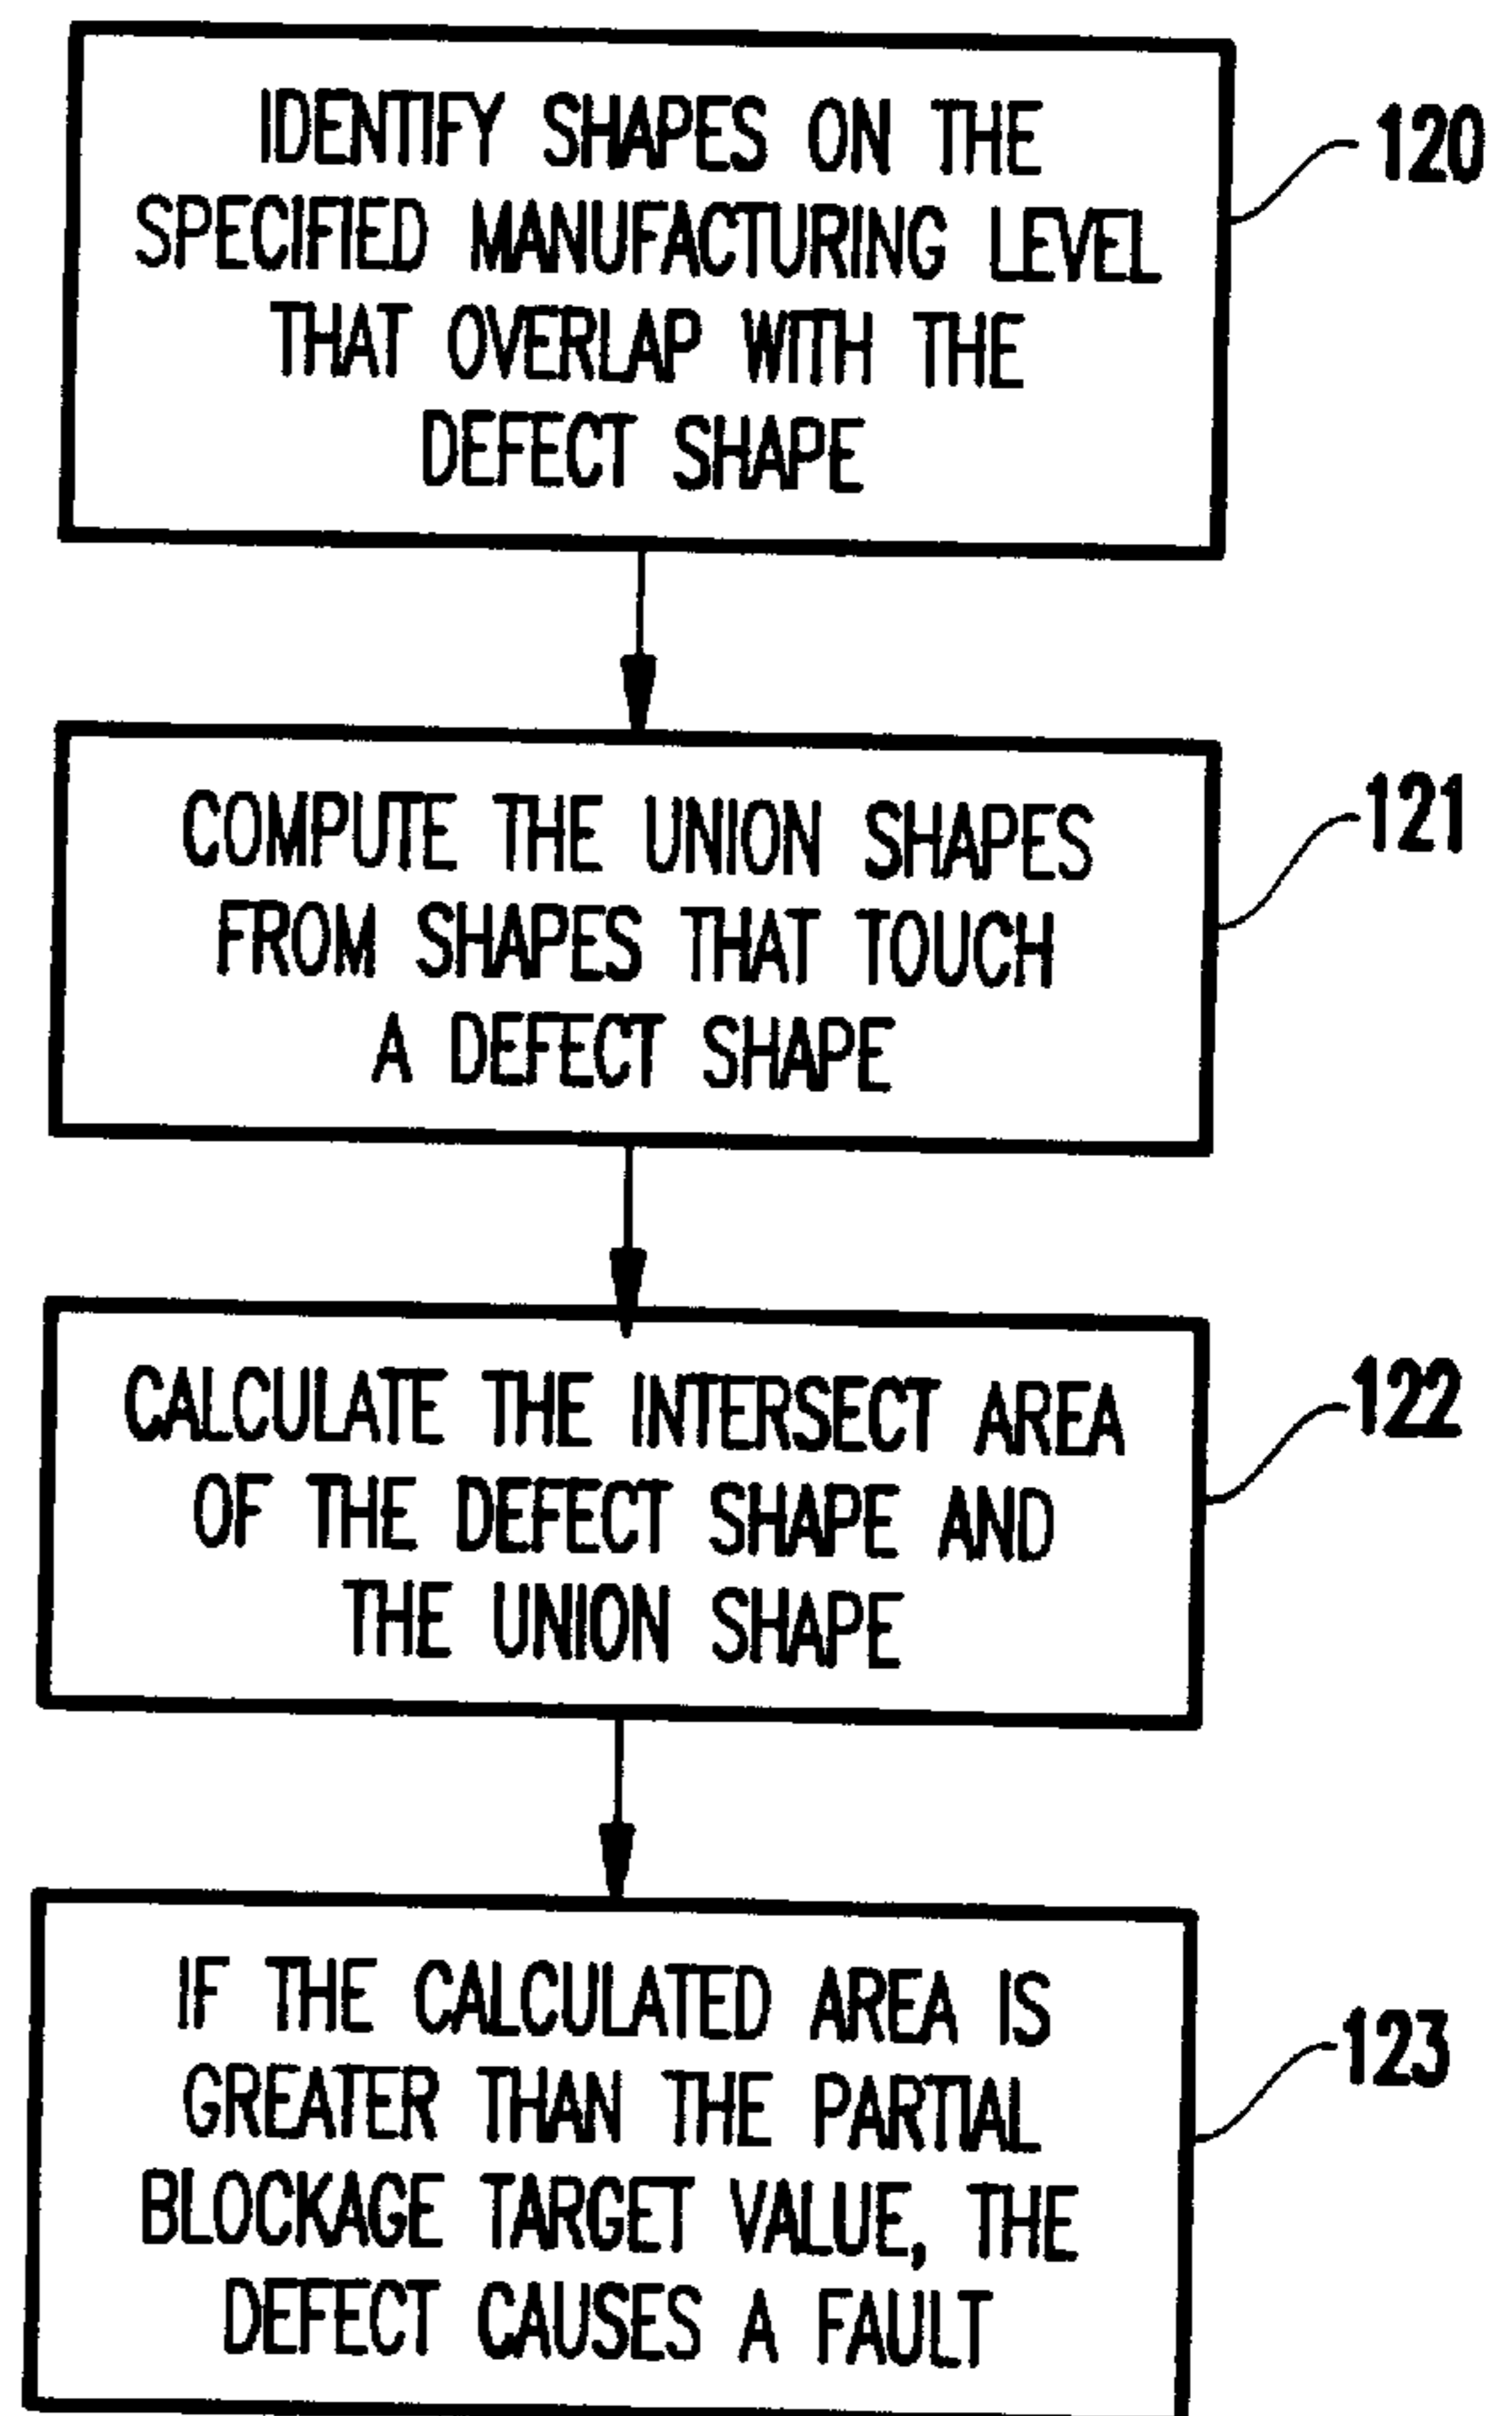 IDENTIFY SHAPES ON THE
SPECIFIED MANUFACTURING LEVEL
THAT OVERLAP WITH THE
DEFECT SHAPE
120
COMPUTE THE UNION SHAPES
FROM SHAPES THAT TOUCH
A DEFECT SHAPE
121
CALCULATE THE INTERSECT AREA
OF THE DEFECT SHAPE AND
THE UNION SHAPE
122
IF THE CALCULATED AREA IS
GREATER THAN THE PARTIAL
BLOCKAGE TARGET VALUE, THE
DEFECT CAUSES A FAULT
123